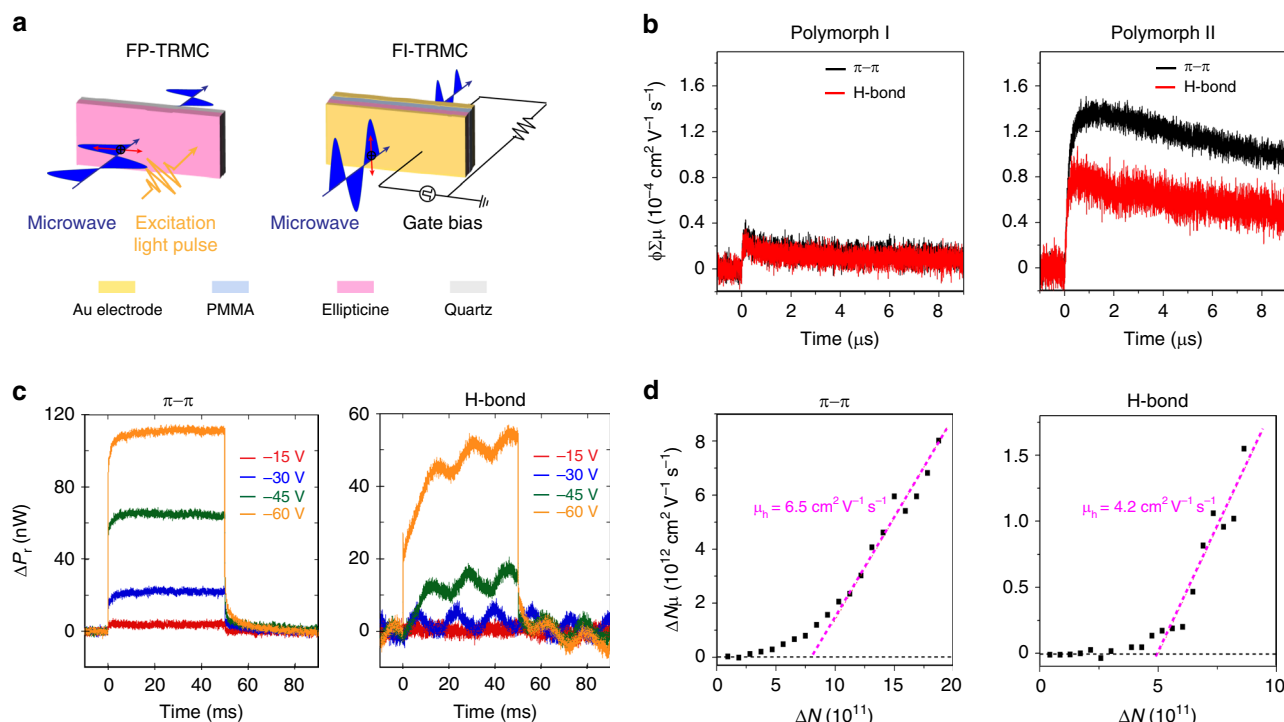 a
FP-TRMC
FI-TRMC
Microwave
Excitation
light pulse
Microwave
Gate bias
Au electrode
PMMA
Ellipticine
Quartz
b
Polymorph I
π–π
H-bond
ϕΣμ (10⁻⁴ cm² V⁻¹ s⁻¹)
1.6
1.2
0.8
0.4
0
0 2 4 6 8
Time (μs)
Polymorph II
π–π
H-bond
1.6
1.2
0.8
0.4
0
0 2 4 6 8
Time (μs)
c
π–π
ΔPᵣ (nW)
120
80
40
0
–15 V
–30 V
–45 V
–60 V
0 20 40 60 80
Time (ms)
H-bond
60
40
20
0
–15 V
–30 V
–45 V
–60 V
0 20 40 60 80
Time (ms)
d
π–π
ΔNμ (10¹² cm² V⁻¹ s⁻¹)
8
6
4
2
0
μₕ = 6.5 cm² V⁻¹ s⁻¹
0 5 10 15 20
ΔN (10¹¹)
H-bond
1.5
1.0
0.5
0
μₕ = 4.2 cm² V⁻¹ s⁻¹
0 5 10
ΔN (10¹¹)